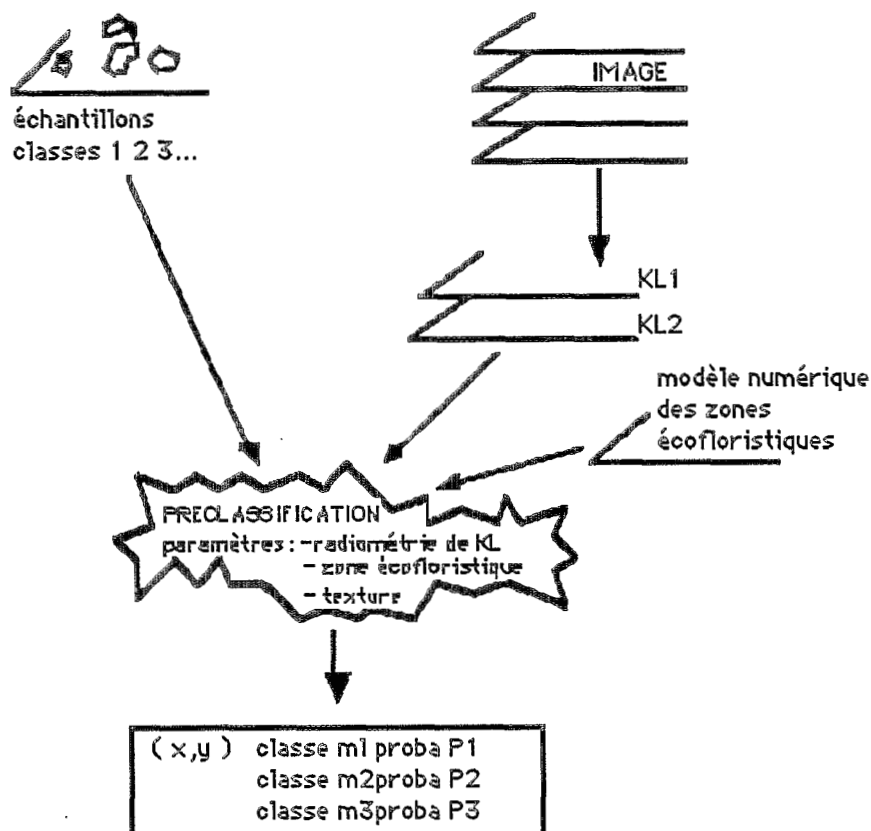 échantillons
classes 1 2 3...
IMAGE
KL1
KL2
modèle numérique
des zones
écofloristiques
PRECLASSIFICATION
paramètres: -radiométrie de KL
- zone écofloristique
- texture
( x,y ) classe m1 proba P1
classe m2proba P2
classe m3proba P3